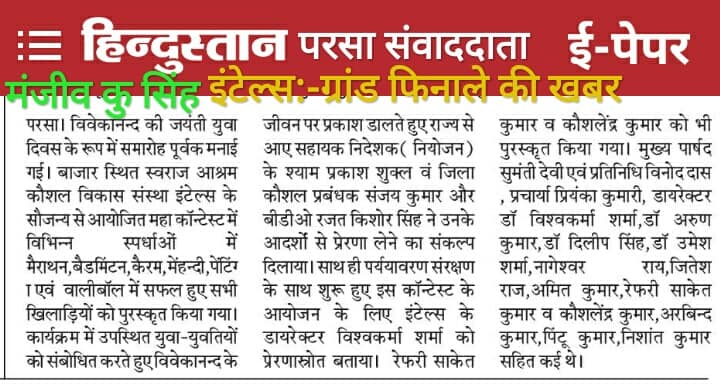 हिन्दुस्तान परसा संवाददाता ई-पेपर
मंजीव कु सिंह इंटेल्स:-ग्रांड फिनाले की खबर
परसा। विवेकानन्द की जयंती युवा
दिवस के रूप में समारोह पूर्वक मनाई
गई। बाजार स्थित स्वराज आश्रम
कौशल विकास संस्था इंटेल्स के
सौजन्य से आयोजित महा कॉन्टेस्ट में
विभिन्न स्पर्धाओं में
मैराथन,बैडमिंटन,कैरम,मेंहन्दी,पेंटिंग
ा एवं वालीबॉल में सफल हुए सभी
खिलाड़ियों को पुरस्कृत किया गया।
कार्यक्रम में उपस्थित युवा-युवतियों
को संबोधित करते हुए विवेकानन्द के
जीवन पर प्रकाश डालते हुए राज्य से
आए सहायक निदेशक( नियोजन)
के श्याम प्रकाश शुक्ल व जिला
कौशल प्रबंधक संजय कुमार और
बीडीओ रजत किशोर सिंह ने उनके
आदर्शो से प्रेरणा लेने का संकल्प
दिलाया। साथ ही पर्ययावरण संरक्षण
के साथ शुरू हुए इस कॉन्टेस्ट के
आयोजन के लिए इंटेल्स के
डायरेक्टर विश्वकर्मा शर्मा को
प्रेरणास्रोत बताया। रेफरी साकेत
कुमार व कौशलेंद्र कुमार को भी
पुरस्कृत किया गया। मुख्य पार्षद
सुमंती देवी एवं प्रतिनिधि विनोद दास
, प्रचार्या प्रियंका कुमारी, डायरेक्टर
डॉ विश्वकर्मा शर्मा,डॉ अरुण
कुमार,डॉ दिलीप सिंह,डॉ उमेश
शर्मा,नागेश्वर राय,जितेश
राज,अमित कुमार,रेफरी साकेत
कुमार व कौशलेंद्र कुमार,अरबिन्द
कुमार,पिंटू कुमार,निशांत कुमार
सहित कई थे।